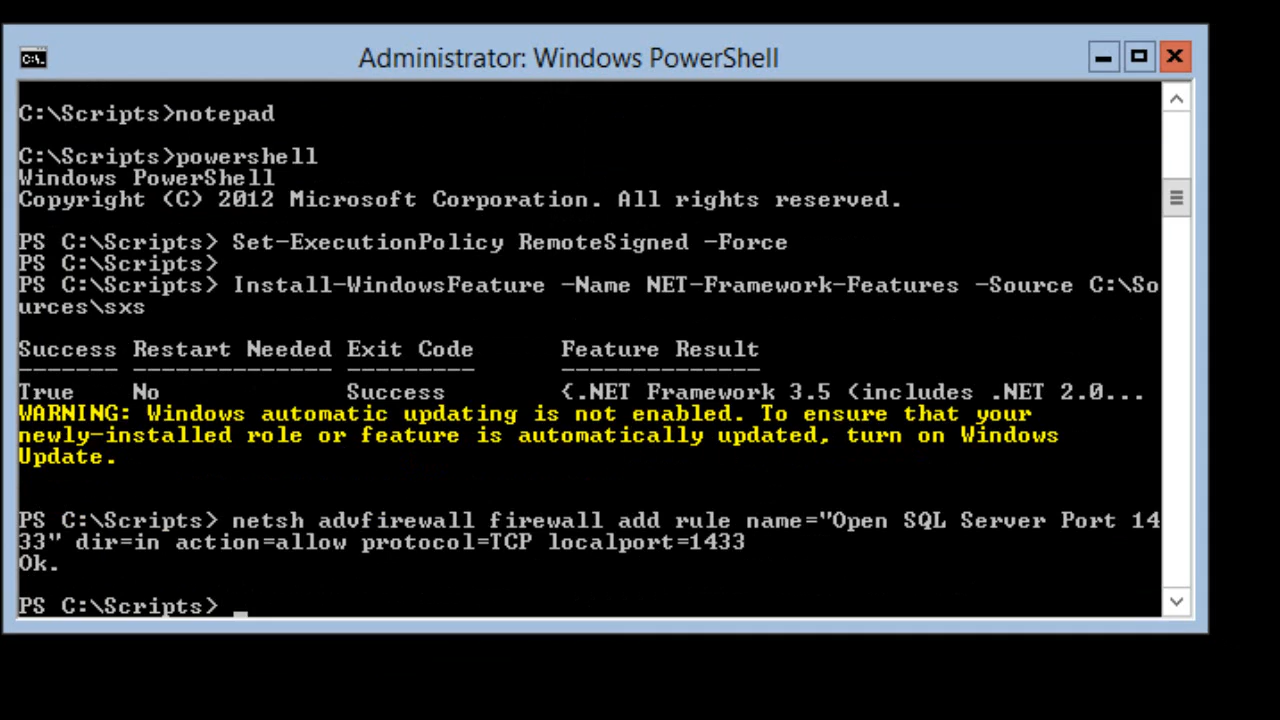 Administrator: Windows PowerShell
C:\Scripts>notepad
C:\Scripts>powershell
Windows PowerShell
Copyright (C) 2012 Microsoft Corporation. All rights reserved.
PS C:\Scripts> Set-ExecutionPolicy RemoteSigned -Force
PS C:\Scripts>
PS C:\Scripts> Install-WindowsFeature -Name NET-Framework-Features -Source C:\So
urces\sxs
Success Restart Needed Exit Code      Feature Result
------- -------------- ---------      --------------
True    No             Success        {.NET Framework 3.5 (includes .NET 2.0...
WARNING: Windows automatic updating is not enabled. To ensure that your
newly-installed role or feature is automatically updated, turn on Windows
Update.
PS C:\Scripts> netsh advfirewall firewall add rule name="Open SQL Server Port 14
33" dir=in action=allow protocol=TCP localport=1433
Ok.
PS C:\Scripts> _